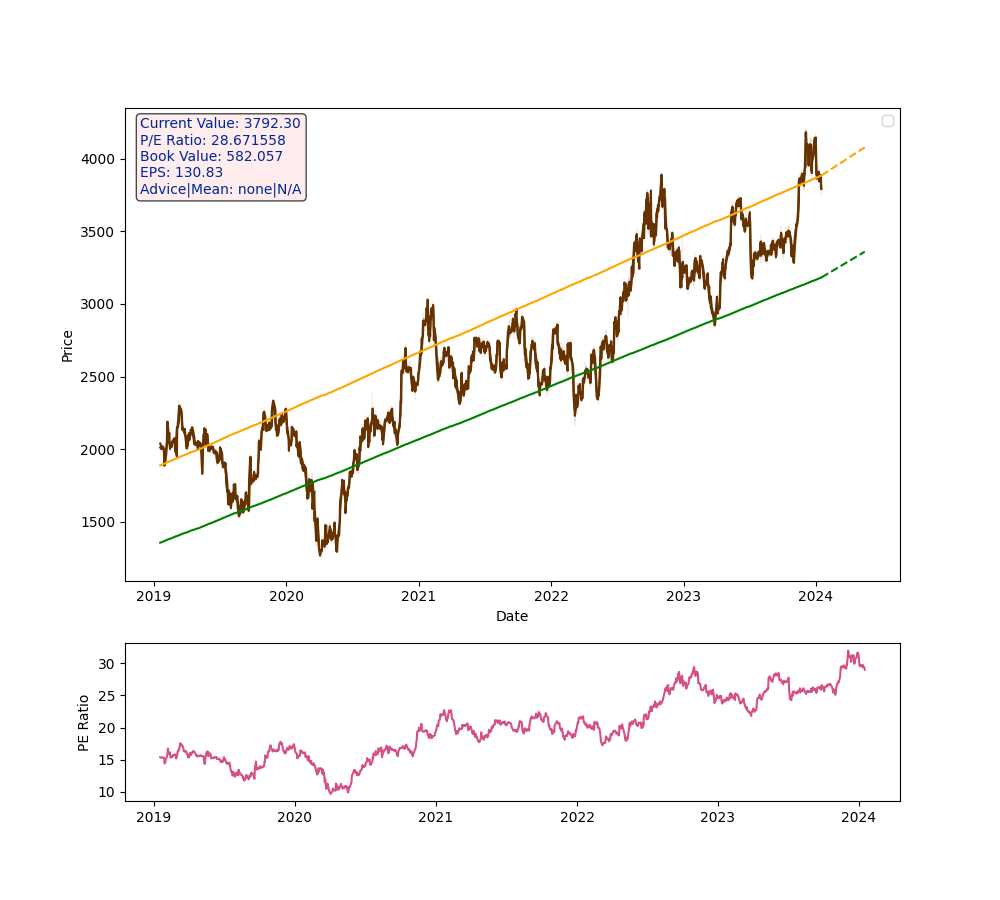 Current Value: 3792.30
P/E Ratio: 28.671558
Book Value: 582.057
EPS: 130.83
Advice|Mean: none|N/A
4000
3500
3000
2500
2000
1500
Price
2019 2020 2021 2022 2023 2024
Date
30
25
20
15
10
PE Ratio
2019 2020 2021 2022 2023 2024